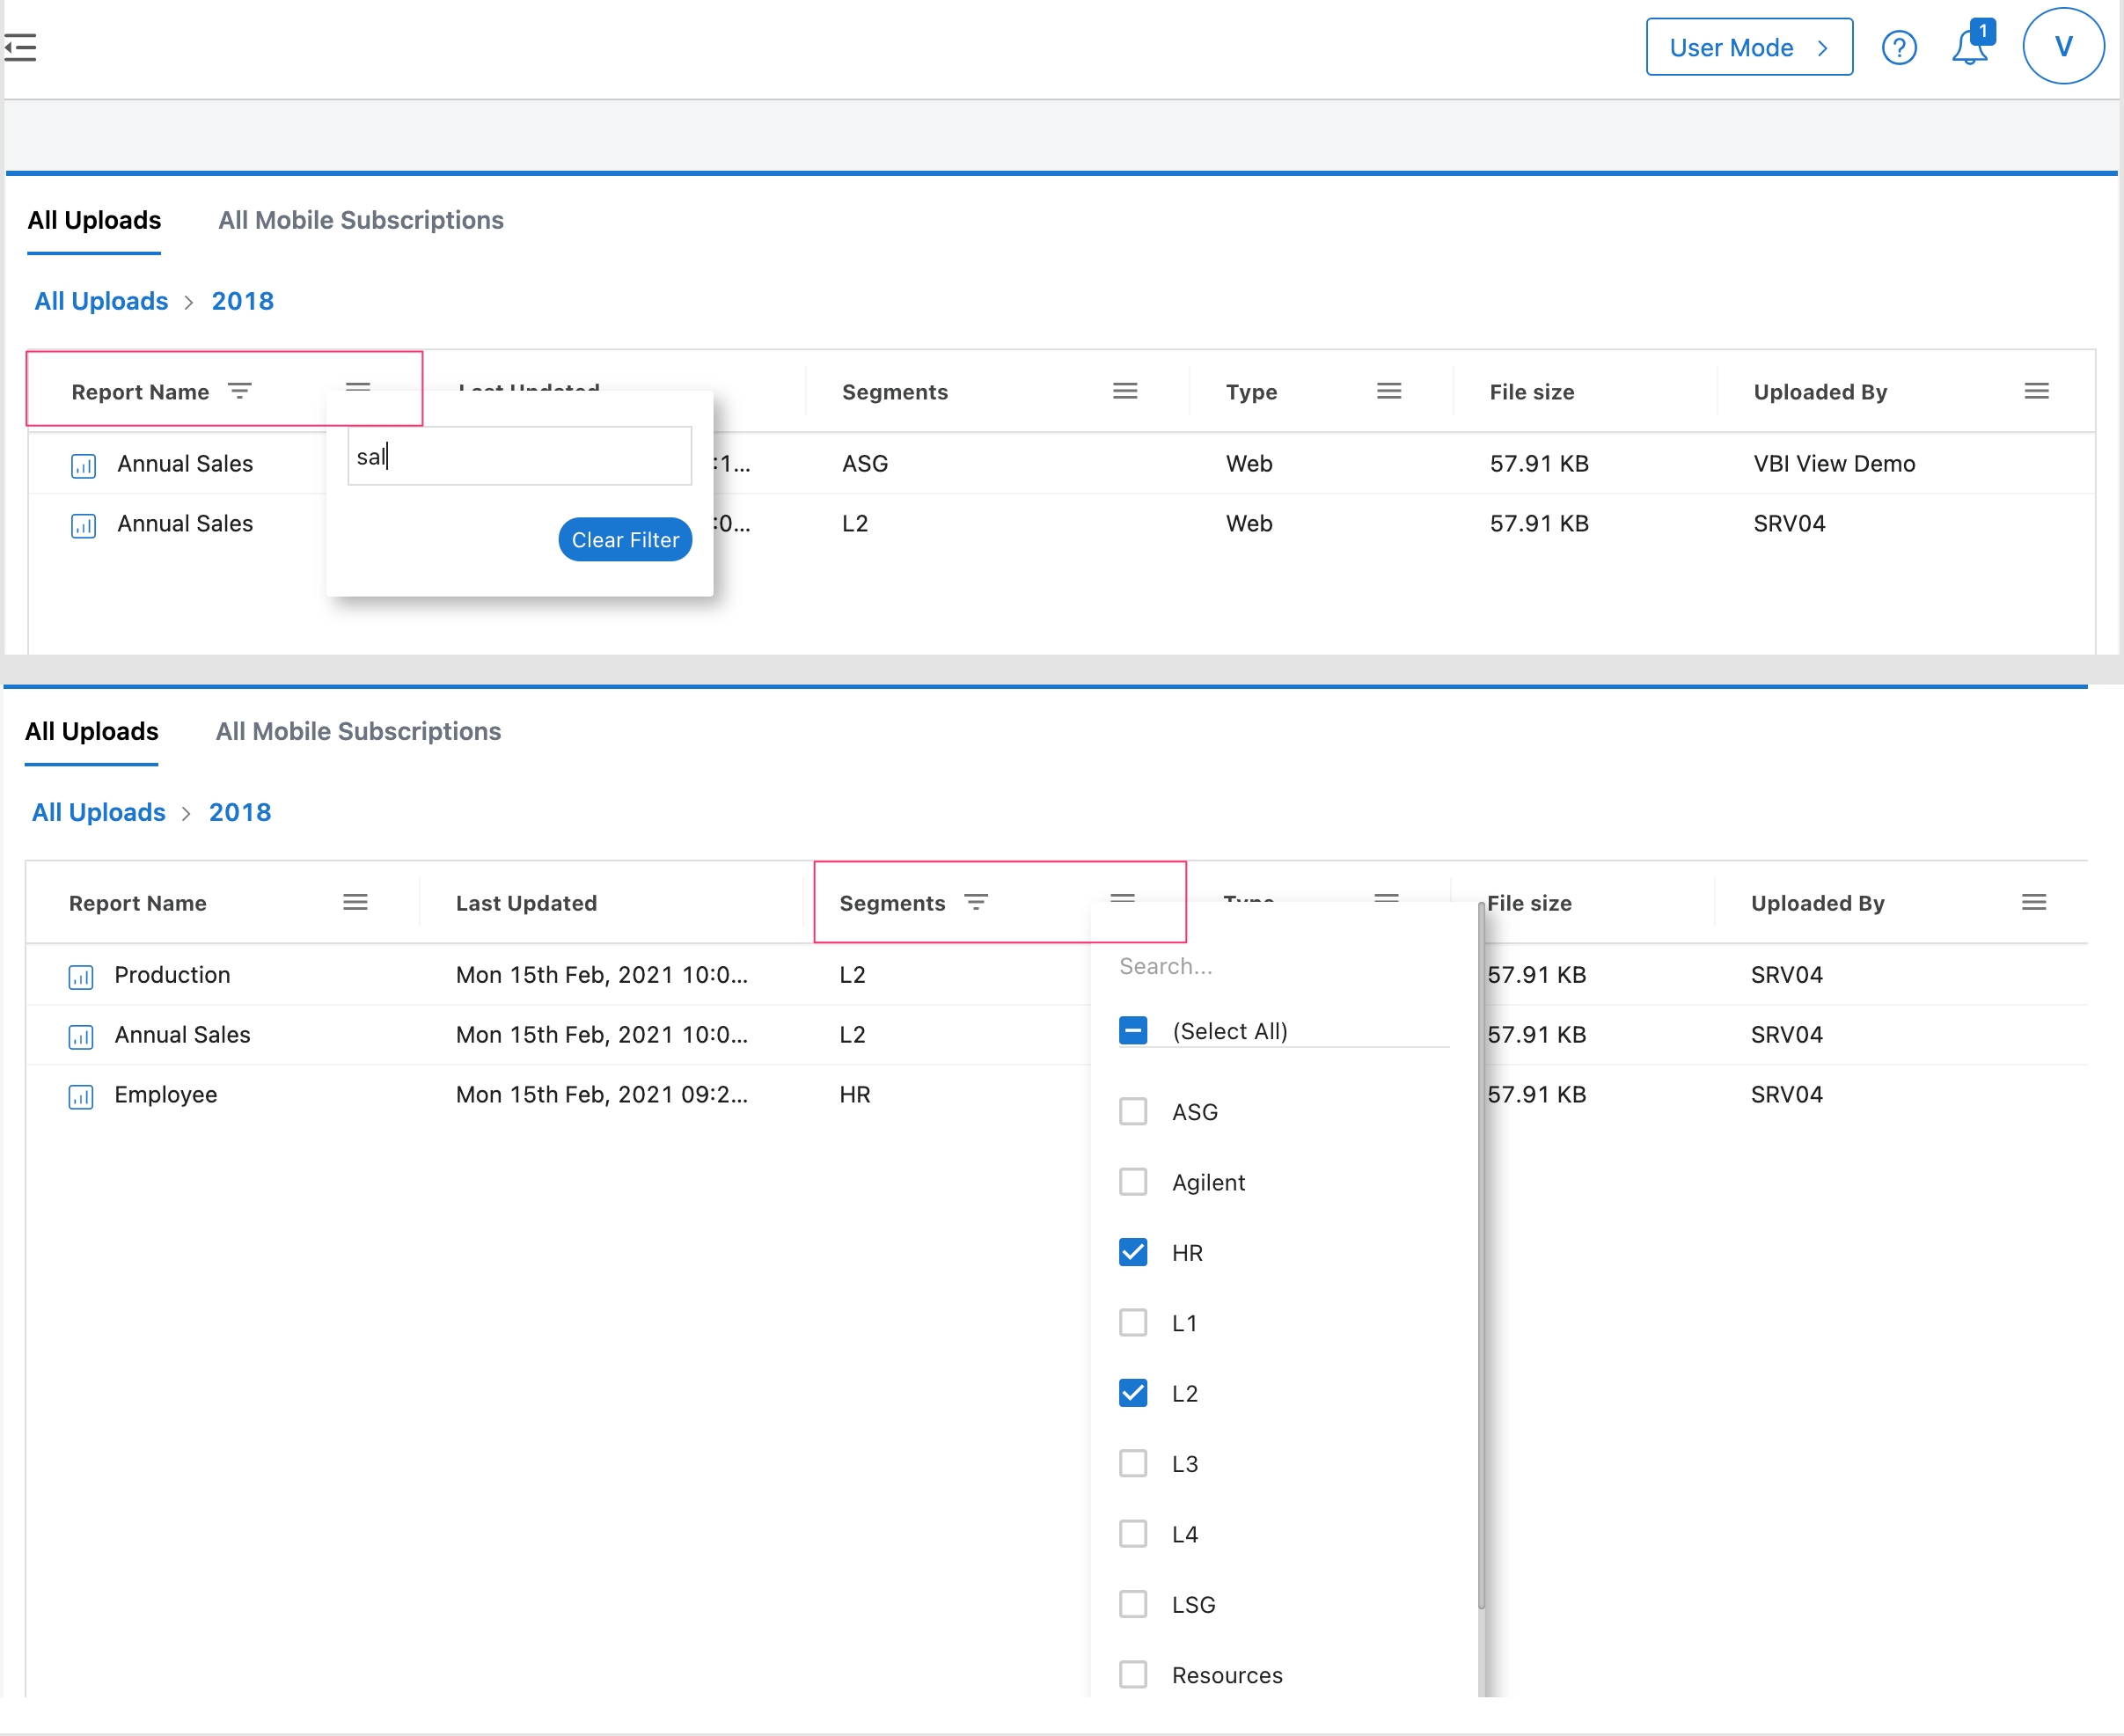 User Mode
1
V
All Uploads All Mobile Subscriptions
All Uploads > 2018
Report Name Last Updated Segments Type File size Uploaded By
sal
Annual Sales :1... ASG Web 57.91 KB VBI View Demo
Annual Sales :0... L2 Web 57.91 KB SRV04
Clear Filter
All Uploads All Mobile Subscriptions
All Uploads > 2018
Report Name Last Updated Segments Type File size Uploaded By
Production Mon 15th Feb, 2021 10:0... L2 57.91 KB SRV04
Annual Sales Mon 15th Feb, 2021 10:0... L2 57.91 KB SRV04
Employee Mon 15th Feb, 2021 09:2... HR 57.91 KB SRV04
Search...
(Select All)
ASG
Agilent
HR
L1
L2
L3
L4
LSG
Resources